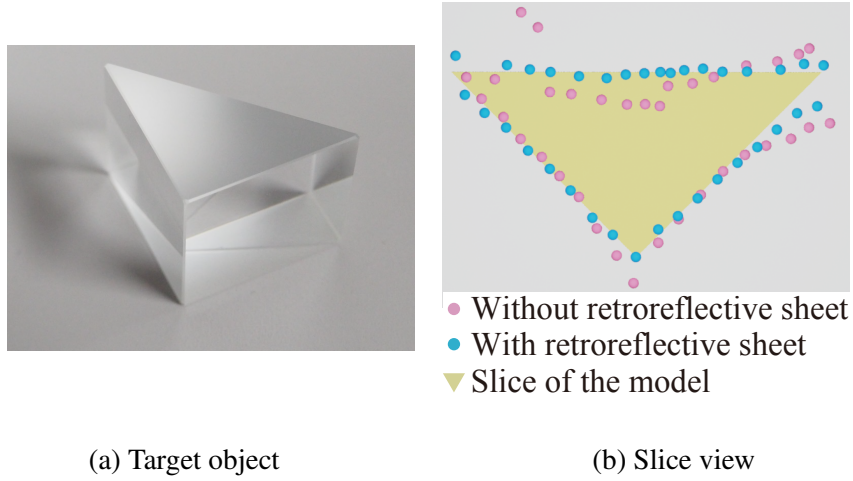 Without retroreflective sheet
With retroreflective sheet
Slice of the model
(a) Target object
(b) Slice view